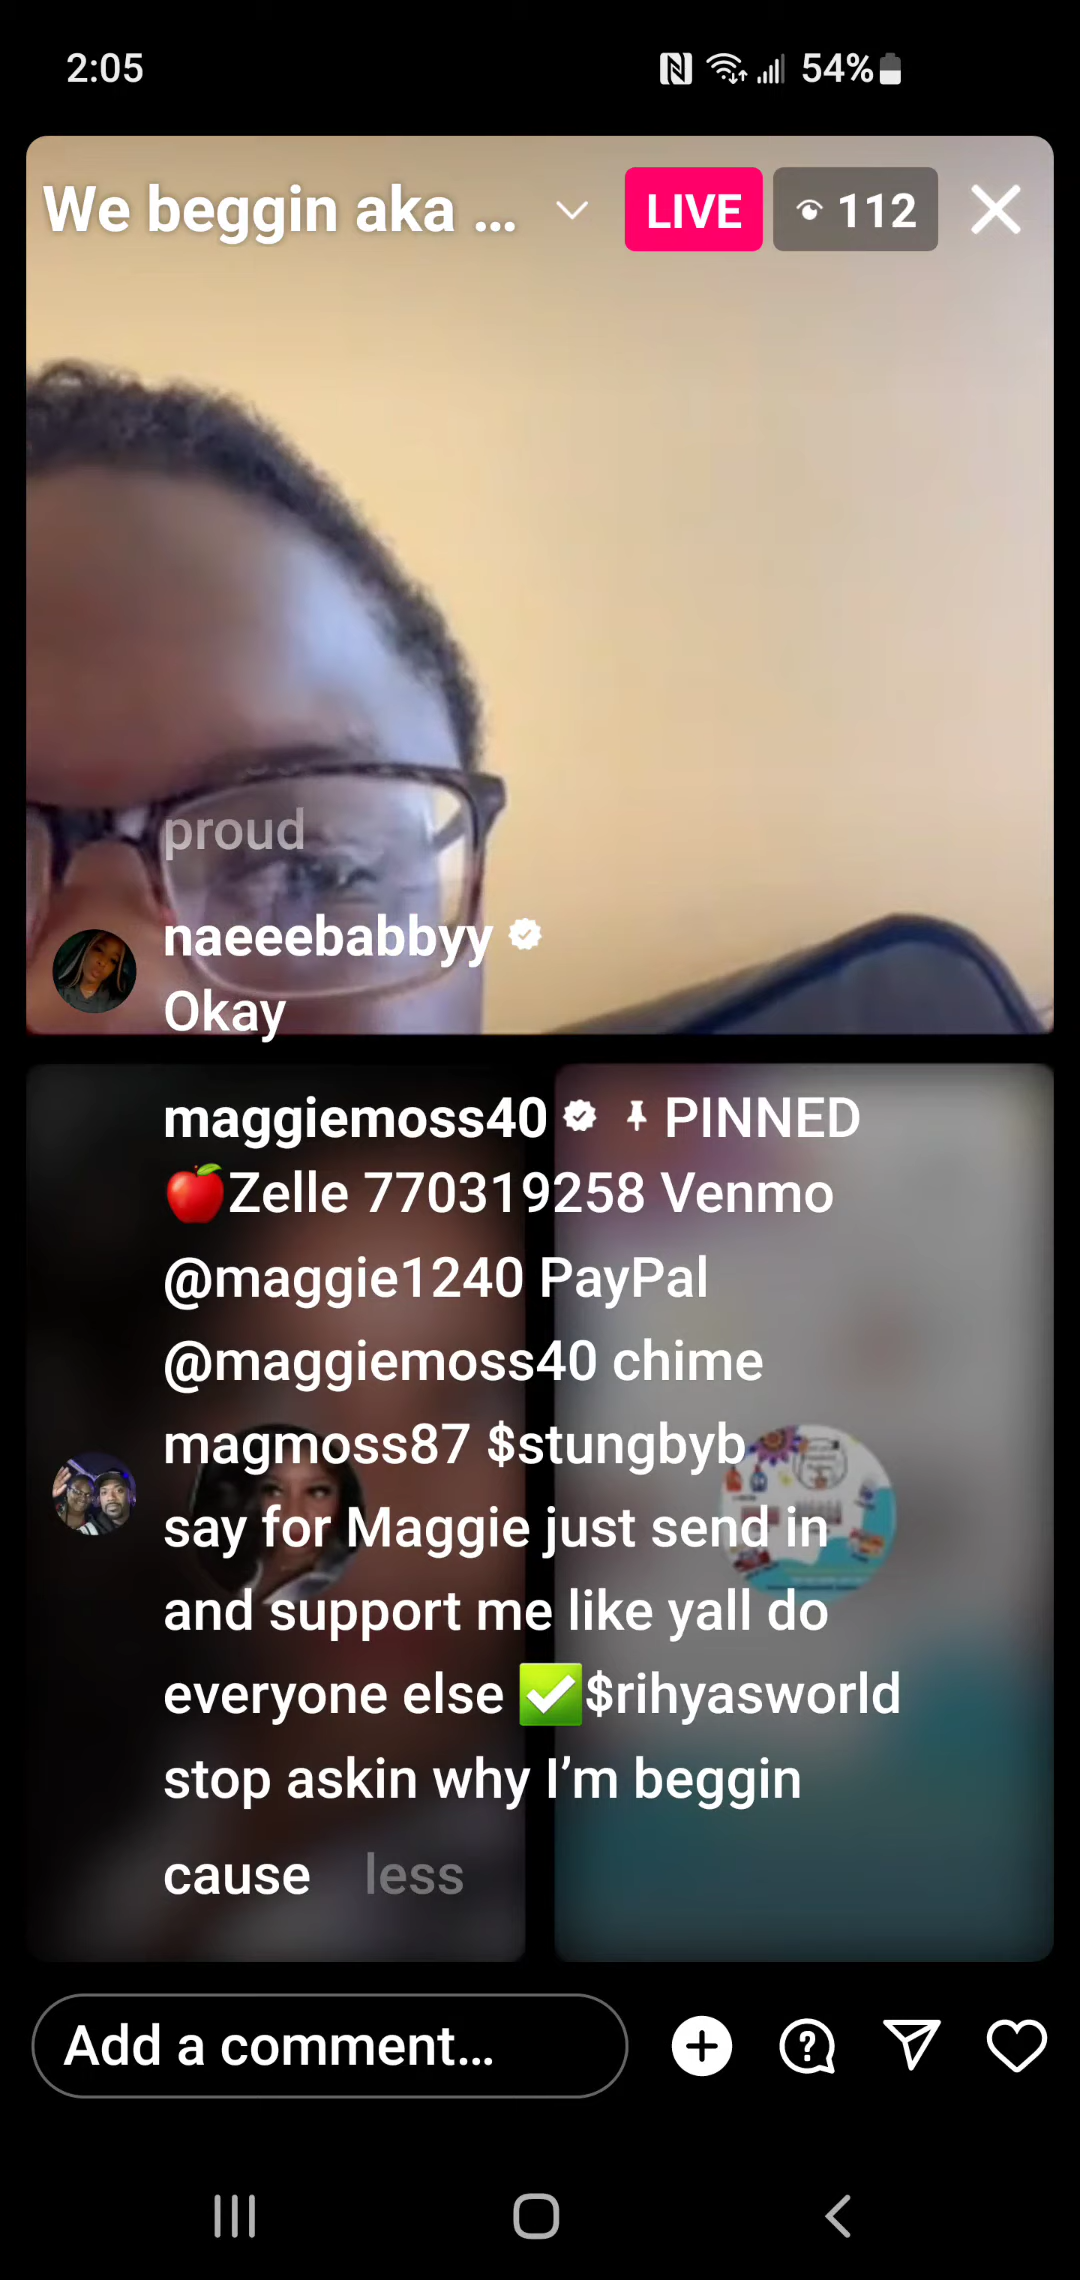 2:05 54%
We beggin aka ... LIVE 112
proud
naeeebabbyy
Okay
maggiemoss40 PINNED
🍎Zelle 770319258 Venmo
@maggie1240 PayPal
@maggiemoss40 chime
magmoss87 $stungbyb
say for Maggie just send in
and support me like yall do
everyone else ✅$rihyasworld
stop askin why I’m beggin
cause less
Add a comment...